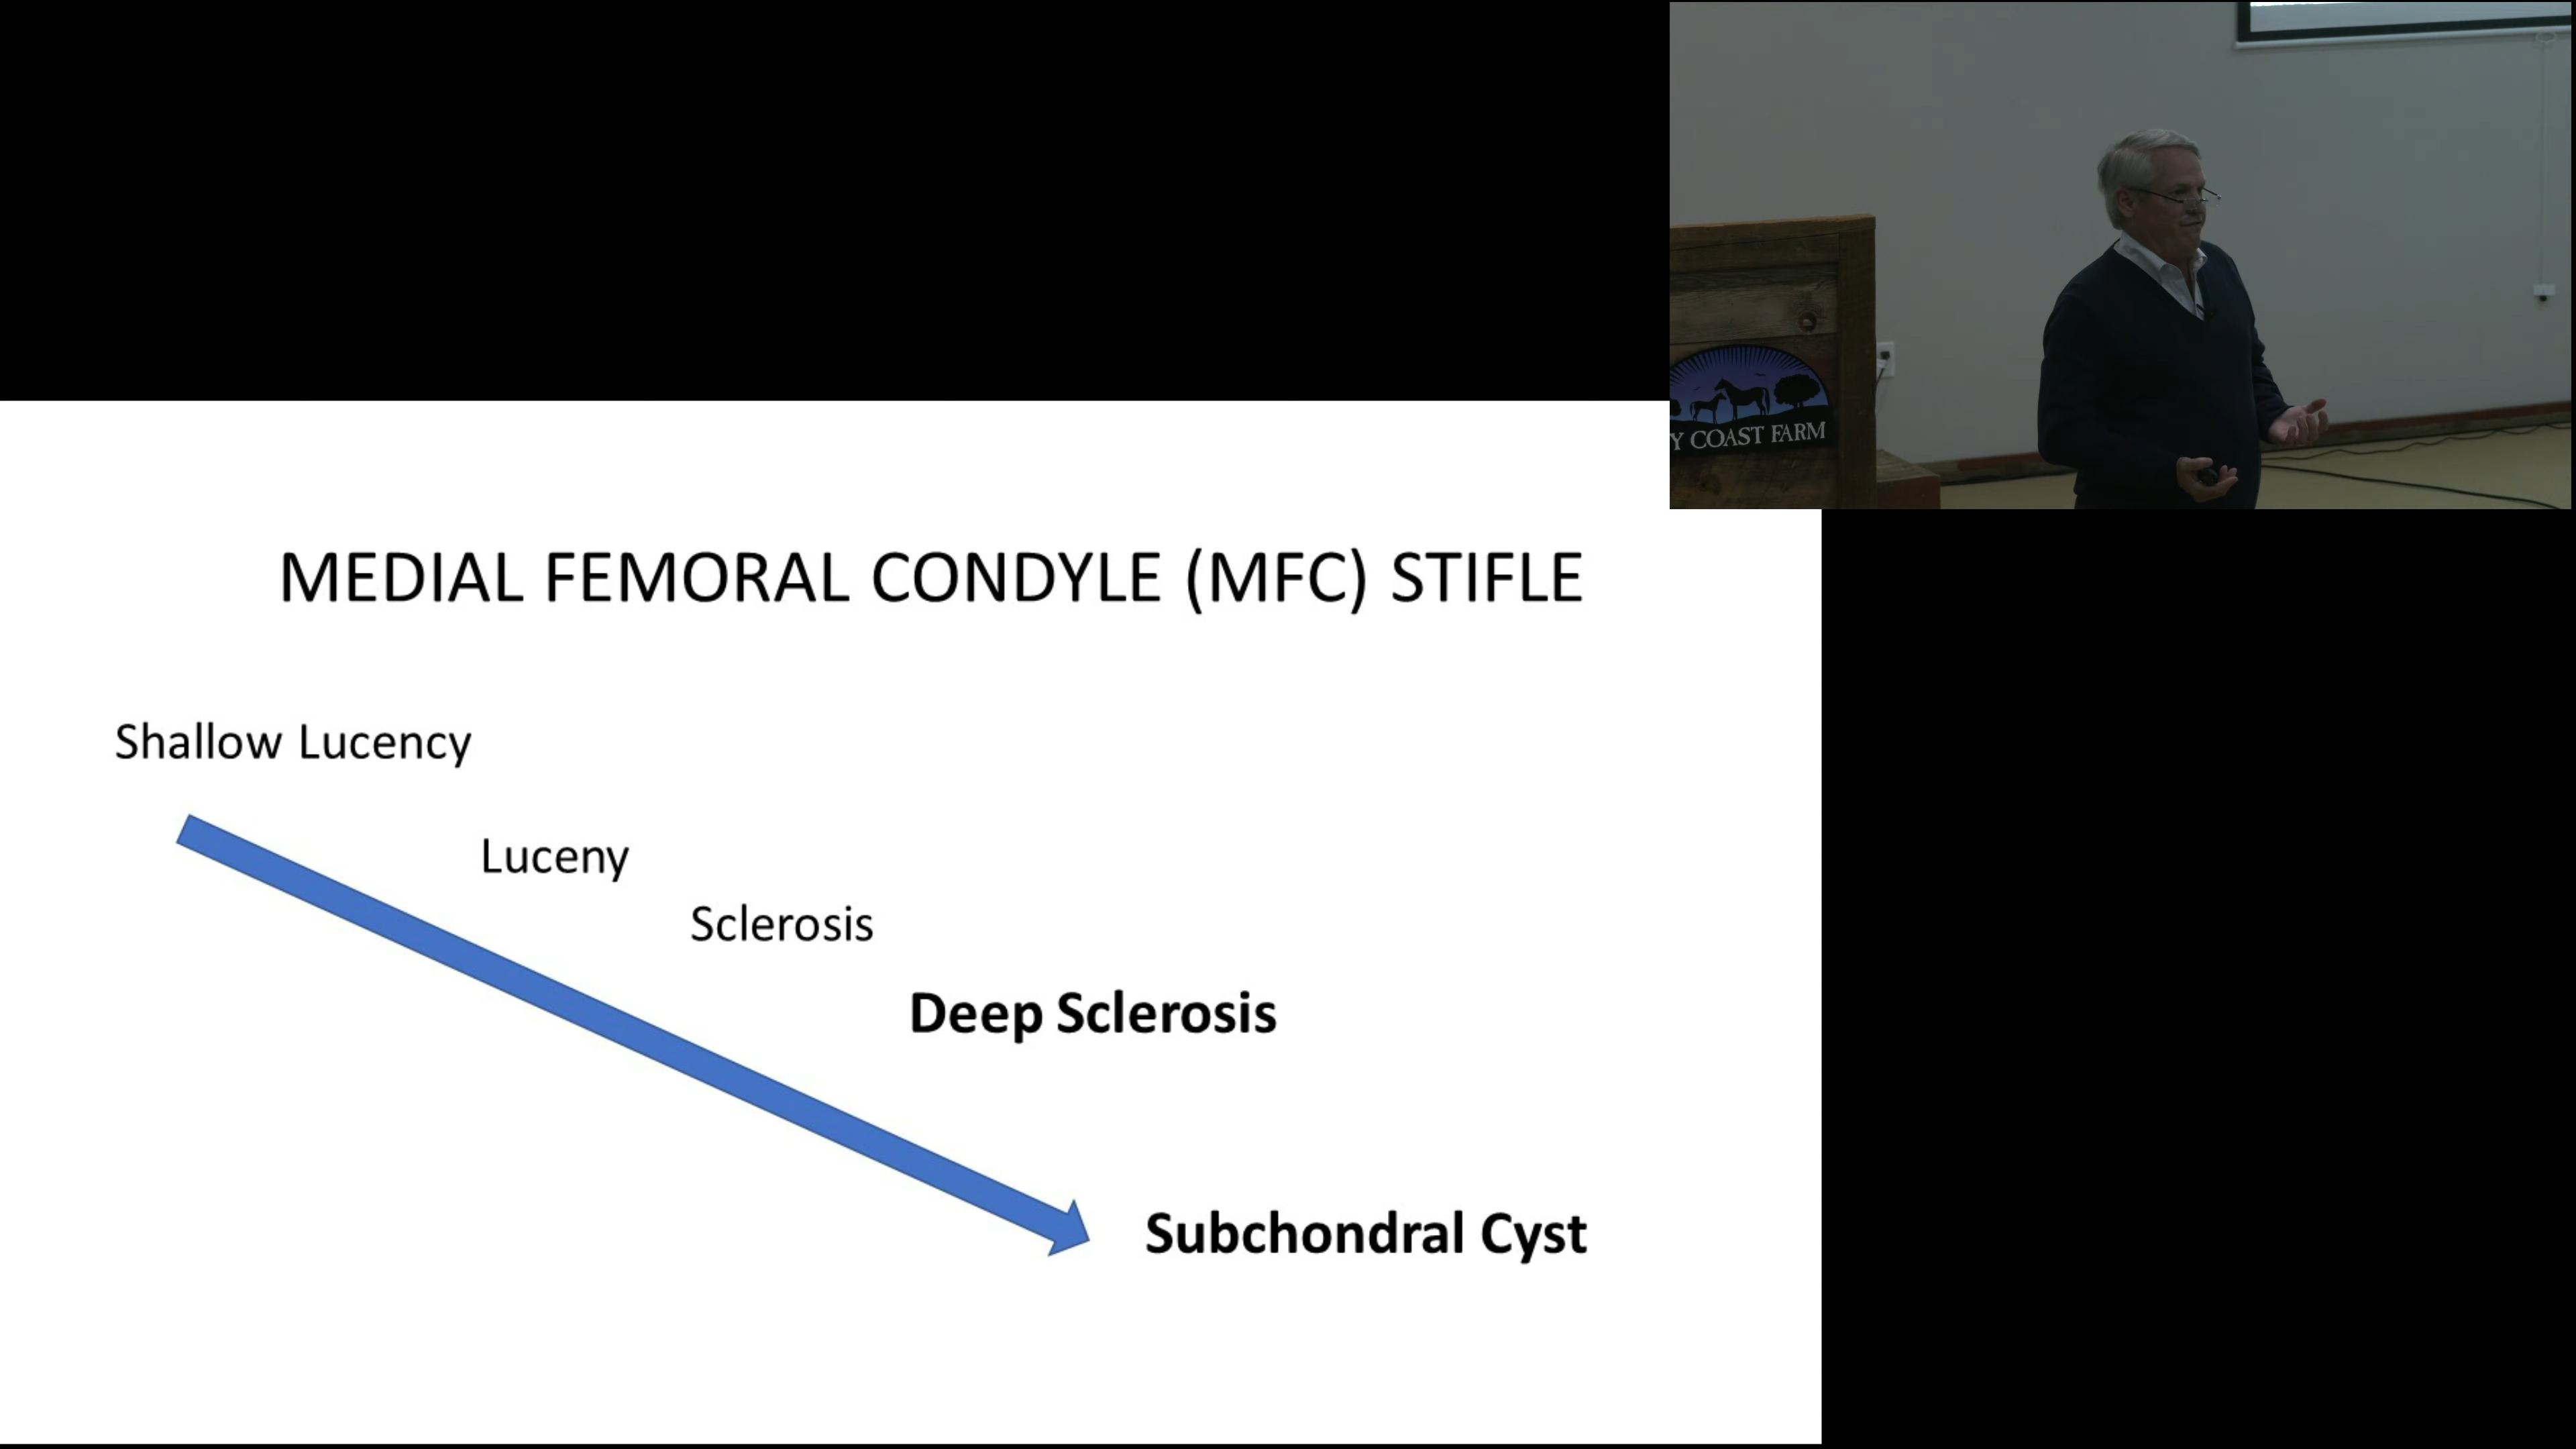 Y COAST FARM
MEDIAL FEMORAL CONDYLE (MFC) STIFLE
Shallow Lucency
Luceny
Sclerosis
Deep Sclerosis
Subchondral Cyst